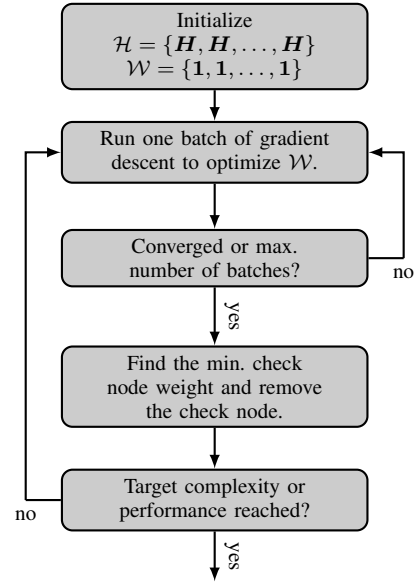 Initialize
ℋ = {𝑯, 𝑯, . . . , 𝑯}
𝒲 = {𝟏, 𝟏, . . . , 𝟏}
Run one batch of gradient
descent to optimize 𝒲.
Converged or max.
number of batches?
no
yes
Find the min. check
node weight and remove
the check node.
Target complexity or
performance reached?
no
yes